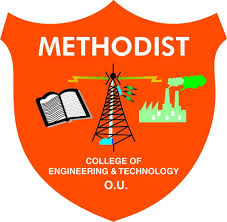 METHODIST
COLLEGE OF
ENGINEERING & TECHNOLOGY
O.U.